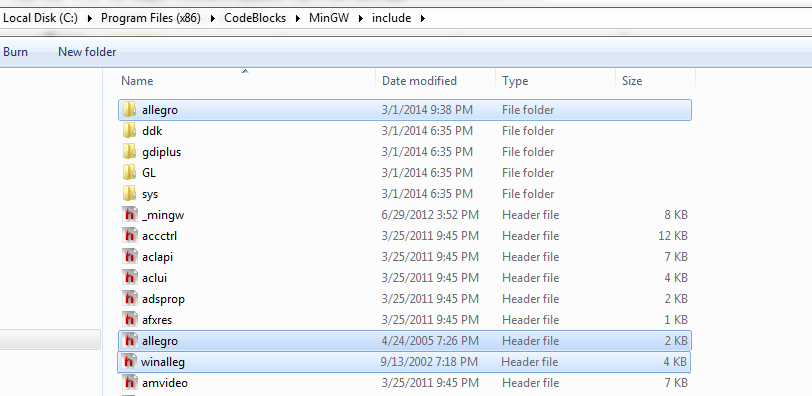 Local Disk (C:) ▸ Program Files (x86) ▸ CodeBlocks ▸ MinGW ▸ include ▸
Burn New folder
Name Date modified Type Size
allegro 3/1/2014 9:38 PM File folder
ddk 3/1/2014 6:35 PM File folder
gdiplus 3/1/2014 6:35 PM File folder
GL 3/1/2014 6:35 PM File folder
sys 3/1/2014 6:35 PM File folder
_mingw 6/29/2012 3:52 PM Header file 8 KB
accctrl 3/25/2011 9:45 PM Header file 12 KB
aclapi 3/25/2011 9:45 PM Header file 7 KB
aclui 3/25/2011 9:45 PM Header file 4 KB
adsprop 3/25/2011 9:45 PM Header file 2 KB
afxres 3/25/2011 9:45 PM Header file 1 KB
allegro 4/24/2005 7:26 PM Header file 2 KB
winalleg 9/13/2002 7:18 PM Header file 4 KB
amvideo 3/25/2011 9:45 PM Header file 7 KB